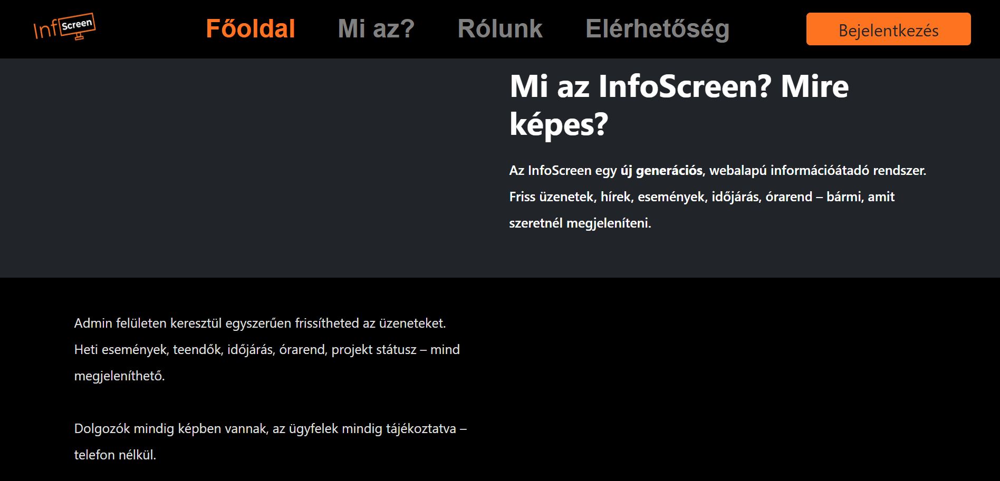 Inf Screen
Főoldal Mi az? Rólunk Elérhetőség Bejelentkezés
Mi az InfoScreen? Mire
képes?
Az InfoScreen egy új generációs, webalapú információátadó rendszer.
Friss üzenetek, hírek, események, időjárás, órarend – bármi, amit
szeretnél megjeleníteni.
Admin felületen keresztül egyszerűen frissítheted az üzeneteket.
Heti események, teendők, időjárás, órarend, projekt státusz – mind
megjeleníthető.
Dolgozók mindig képben vannak, az ügyfelek mindig tájékoztatva –
telefon nélkül.